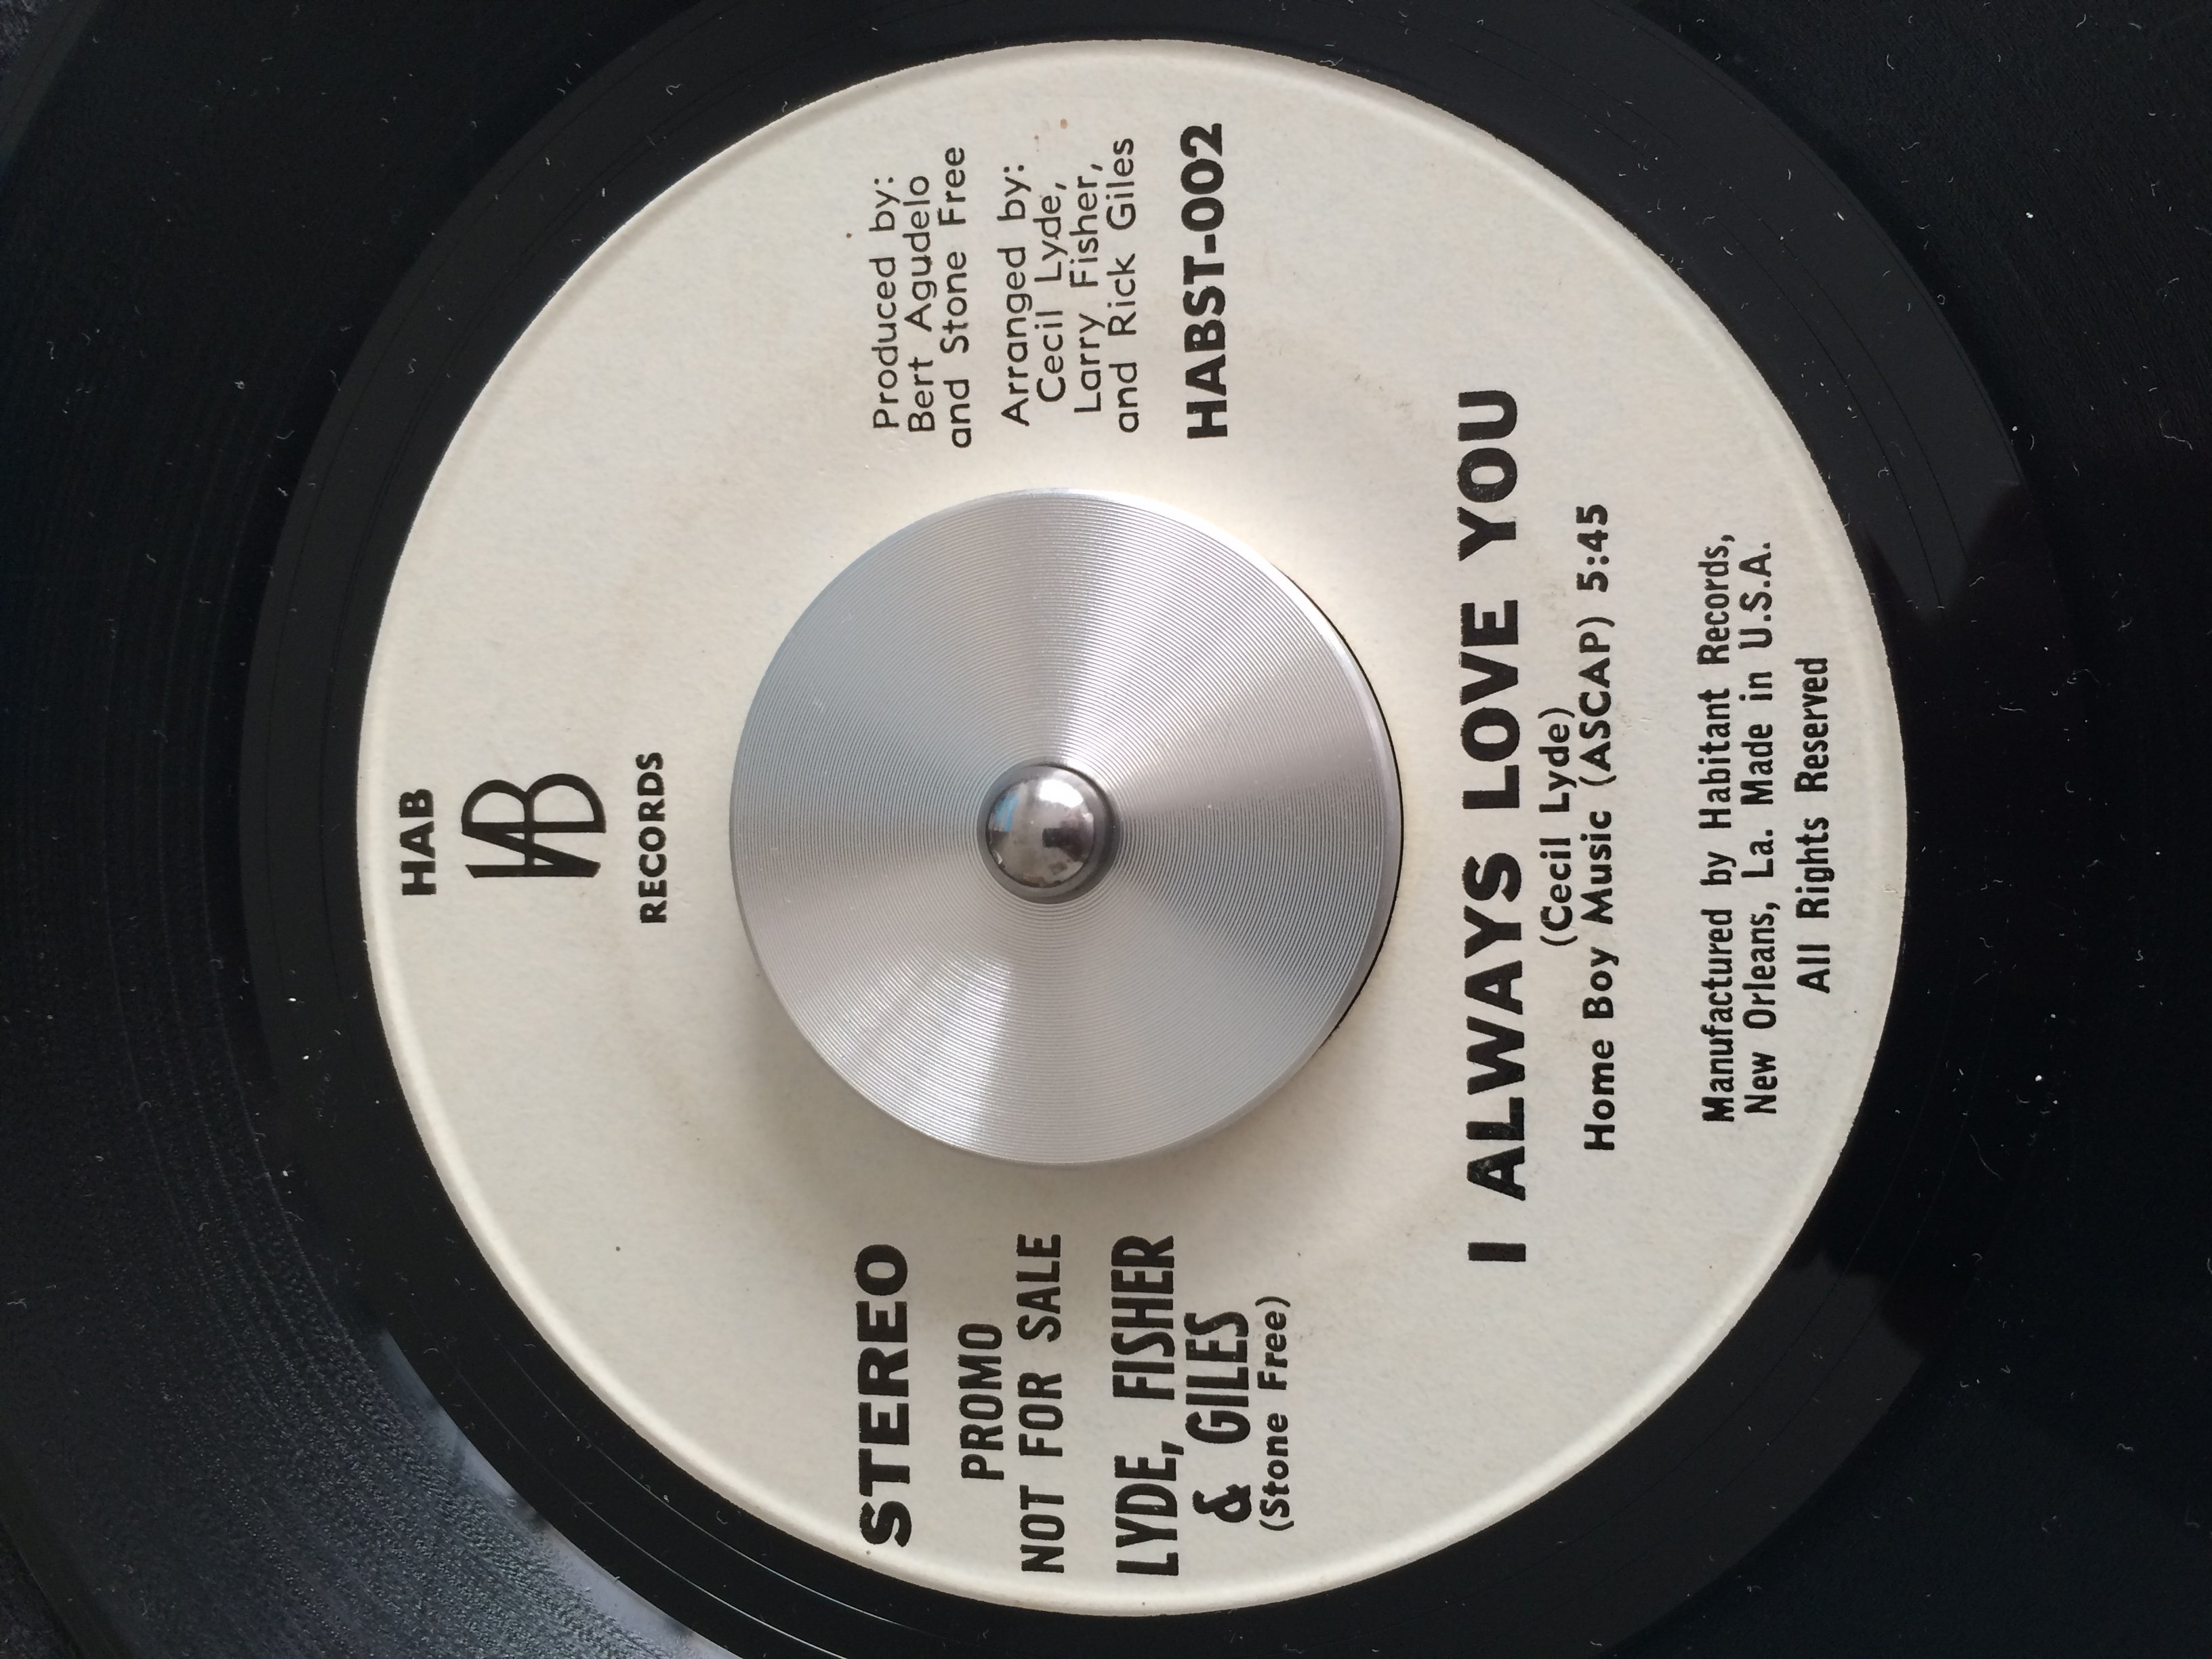 HAB
HAB
RECORDS
STEREO
PROMO
NOT FOR SALE
LYDE, FISHER
& GILES
(Stone Free)
Produced by:
Bert Agudelo
and Stone Free
Arranged by:
Cecil Lyde,
Larry Fisher,
and Rick Giles
HABST-002
I ALWAYS LOVE YOU
(Cecil Lyde)
Home Boy Music (ASCAP) 5:45
Manufactured by Habitant Records,
New Orleans, La. Made in U.S.A.
All Rights Reserved